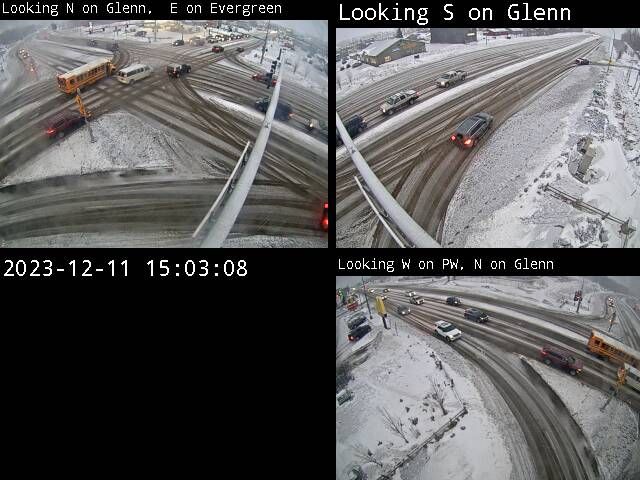 Looking N on Glenn,  E on Evergreen
Looking S on Glenn
2023-12-11 15:03:08
Looking W on PW, N on Glenn